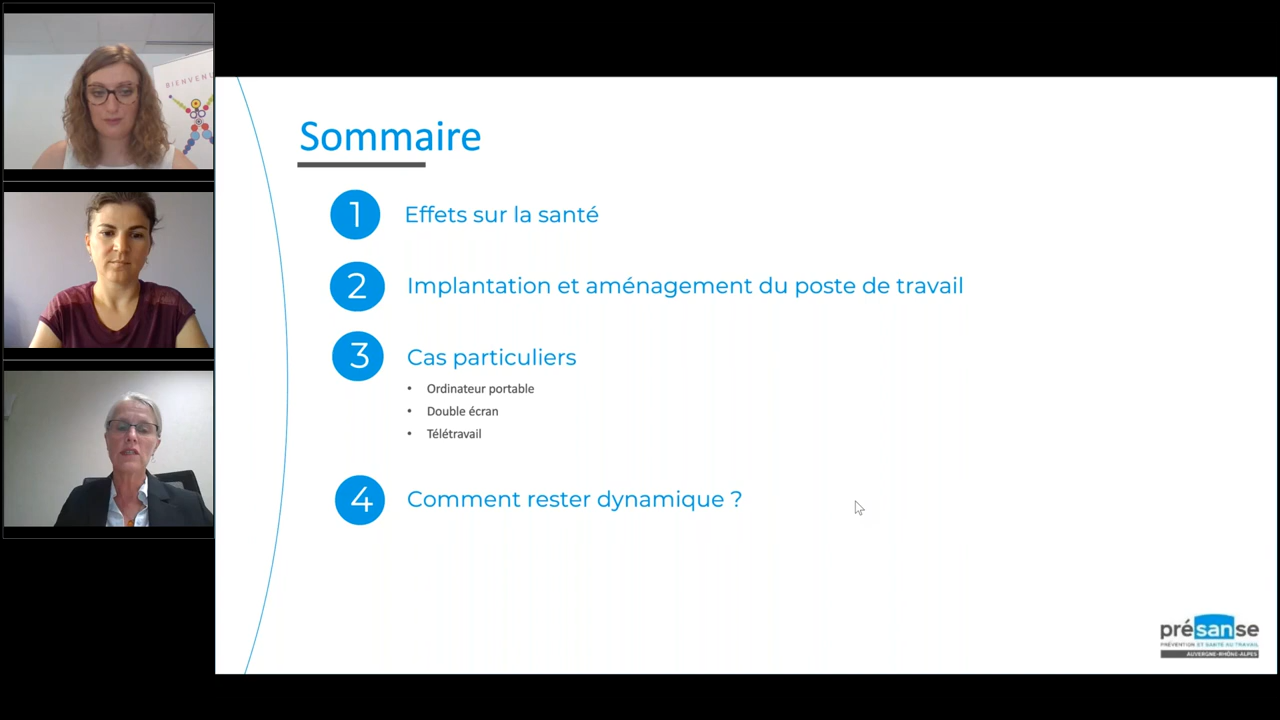 BIENVENU
Sommaire
1 Effets sur la santé
2 Implantation et aménagement du poste de travail
3 Cas particuliers
• Ordinateur portable
• Double écran
• Télétravail
4 Comment rester dynamique ?
présanse
PRÉVENTION ET SANTÉ AU TRAVAIL
AUVERGNE-RHÔNE-ALPES